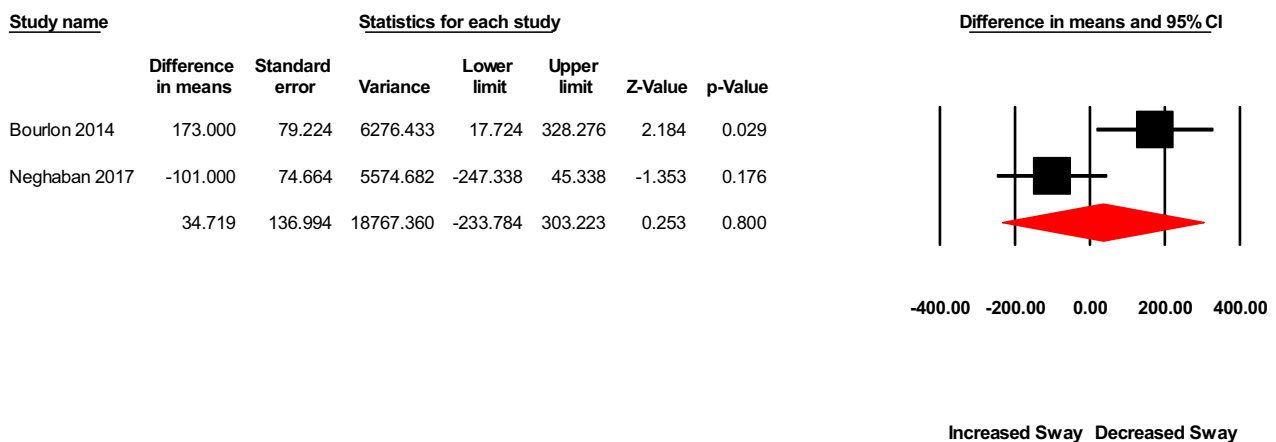 Study name Statistics for each study Difference in means and 95% CI
Difference Standard Lower Upper
in means error Variance limit limit Z-Value p-Value
Bourlon 2014 173.000 79.224 6276.433 17.724 328.276 2.184 0.029
Neghaban 2017 -101.000 74.664 5574.682 -247.338 45.338 -1.353 0.176
34.719 136.994 18767.360 -233.784 303.223 0.253 0.800
-400.00 -200.00 0.00 200.00 400.00
Increased Sway Decreased Sway